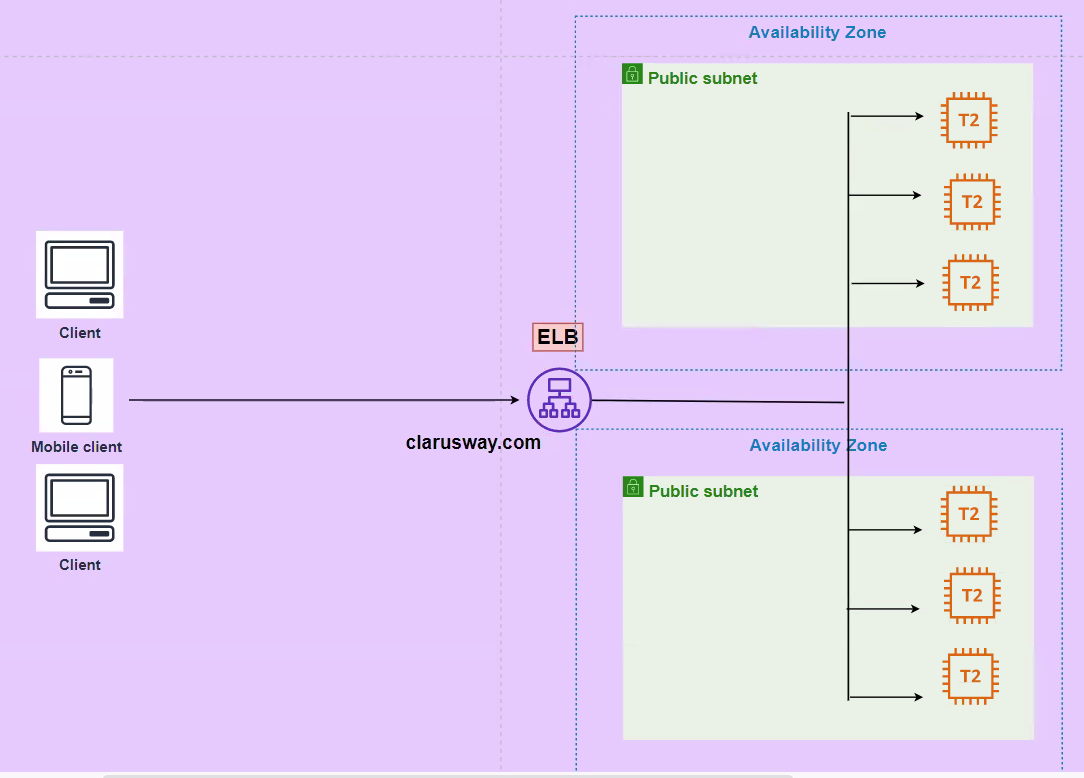 Availability Zone
Public subnet
T2
T2
T2
Client
ELB
Mobile client
clarusway.com
Availability Zone
Public subnet
T2
Client
T2
T2